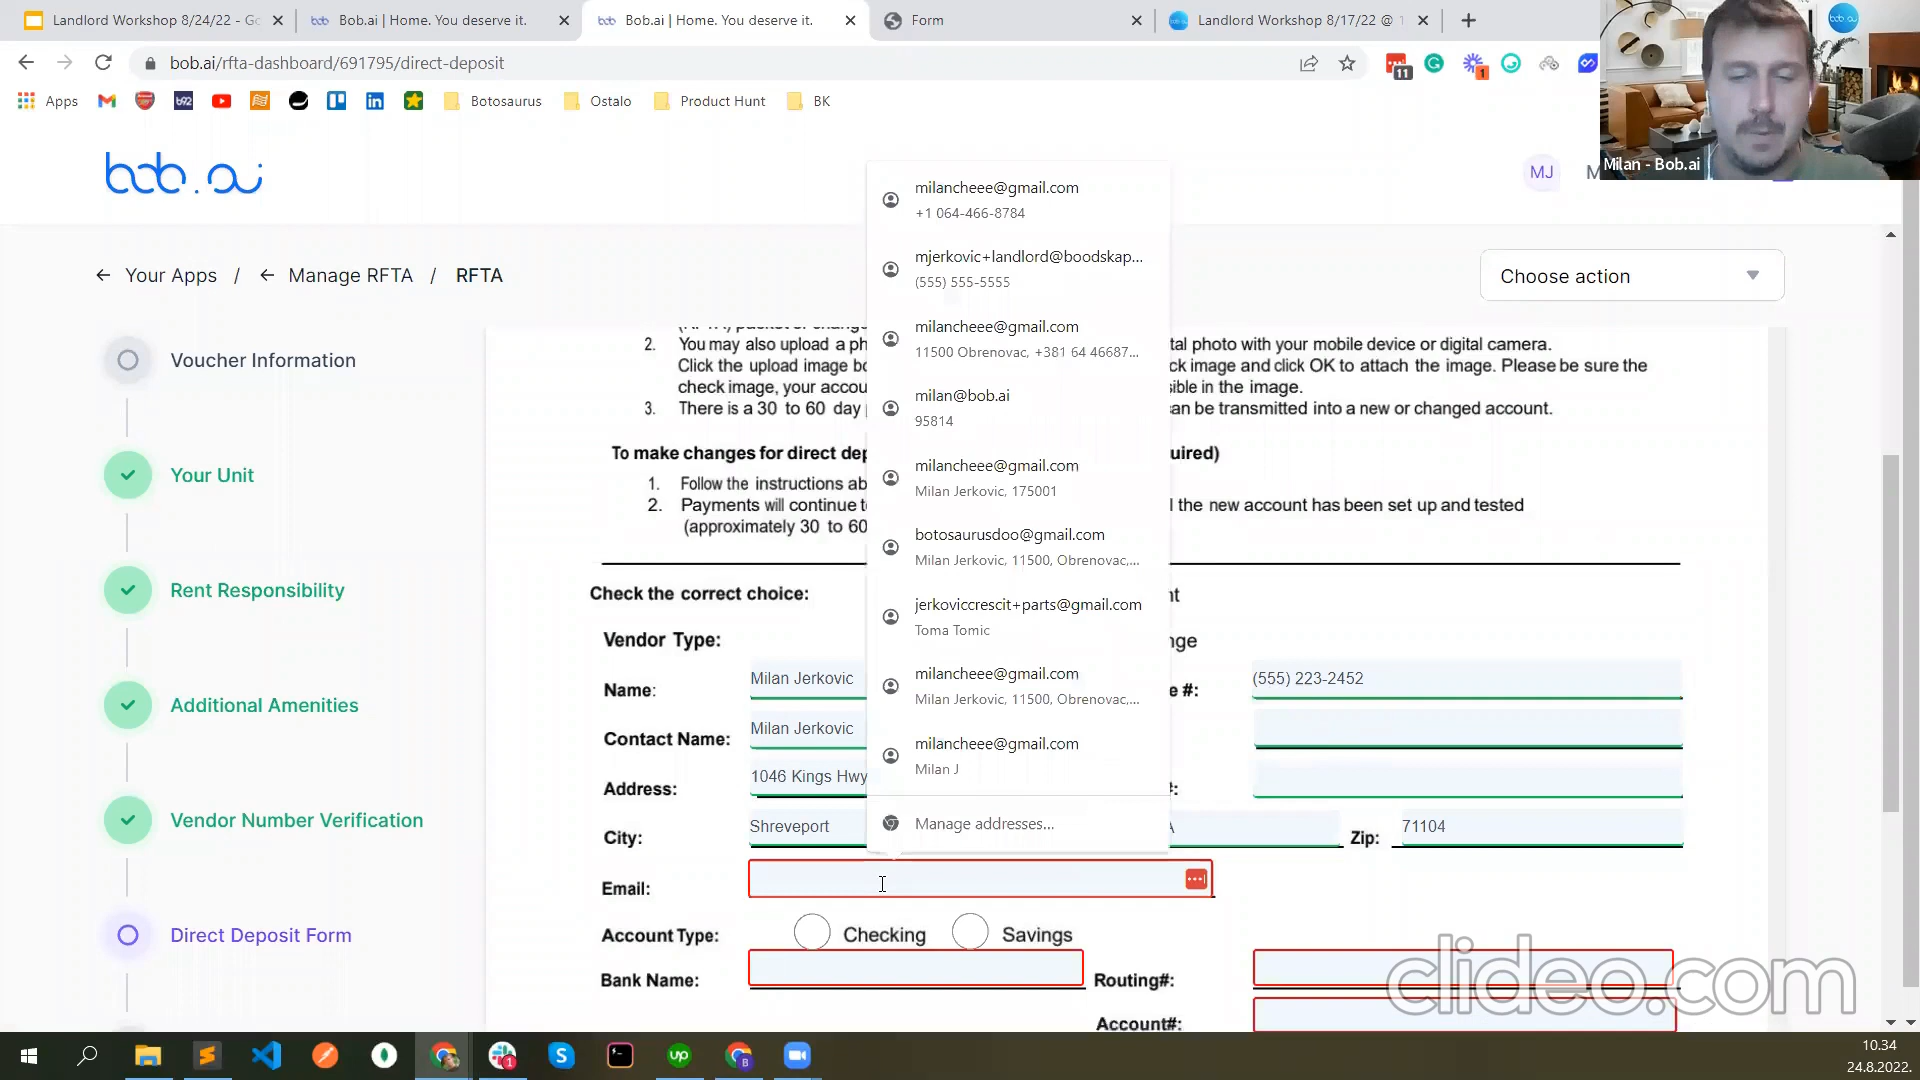 Landlord Workshop 8/24/22 - Go
Bob.ai | Home. You deserve it.
Bob.ai | Home. You deserve it.
Form
Landlord Workshop 8/17/22 @ 1
bob.ai/rfta-dashboard/691795/direct-deposit
11
1
Apps
Botosaurus
Ostalo
Product Hunt
BK
bob.ai
MJ
M
bob.ai
Milan - Bob.ai
← Your Apps / ← Manage RFTA / RFTA
Choose action
Voucher Information
Your Unit
Rent Responsibility
Additional Amenities
Vendor Number Verification
Direct Deposit Form
2. You may also upload a ph
tal photo with your mobile device or digital camera.
Click the upload image bo
ck image and click OK to attach the image. Please be sure the
check image, your accou
sible in the image.
3. There is a 30 to 60 day
can be transmitted into a new or changed account.
To make changes for direct dep
uired)
1. Follow the instructions ab
2. Payments will continue t
l the new account has been set up and tested
(approximately 30 to 60
Check the correct choice:
nt
Vendor Type:
nge
Name: Milan Jerkovic
e #: (555) 223-2452
Contact Name: Milan Jerkovic
Address: 1046 Kings Hwy
#:
City: Shreveport
A
Zip: 71104
Email:
Account Type: Checking Savings
Bank Name:
Routing#:
Account#:
milancheee@gmail.com
+1 064-466-8784
mjerkovic+landlord@boodskap...
(555) 555-5555
milancheee@gmail.com
11500 Obrenovac, +381 64 46687...
milan@bob.ai
95814
milancheee@gmail.com
Milan Jerkovic, 175001
botosaurusdoo@gmail.com
Milan Jerkovic, 11500, Obrenovac,...
jerkoviccrescit+parts@gmail.com
Toma Tomic
milancheee@gmail.com
Milan Jerkovic, 11500, Obrenovac,...
milancheee@gmail.com
Milan J
Manage addresses...
clideo.com
10.34
24.8.2022.